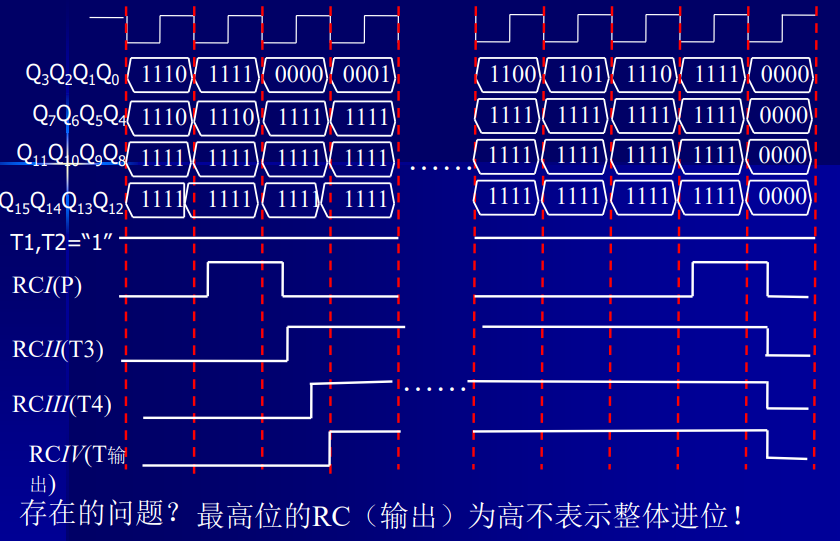 Q3Q2Q1Q0 1110 1111 0000 0001 1100 1101 1110 1111 0000
Q7Q6Q5Q4 1110 1110 1111 1111 1111 1111 1111 1111 0000
Q11Q10Q9Q8 1111 1111 1111 1111 ...... 1111 1111 1111 1111 0000
Q15Q14Q13Q12 1111 1111 1111 1111 1111 1111 1111 1111 0000
T1,T2=“1”
RCI(P)
RCII(T3)
RCIII(T4) ......
RCIV(T输
出)
存在的问题？最高位的RC（输出）为高不表示整体进位！